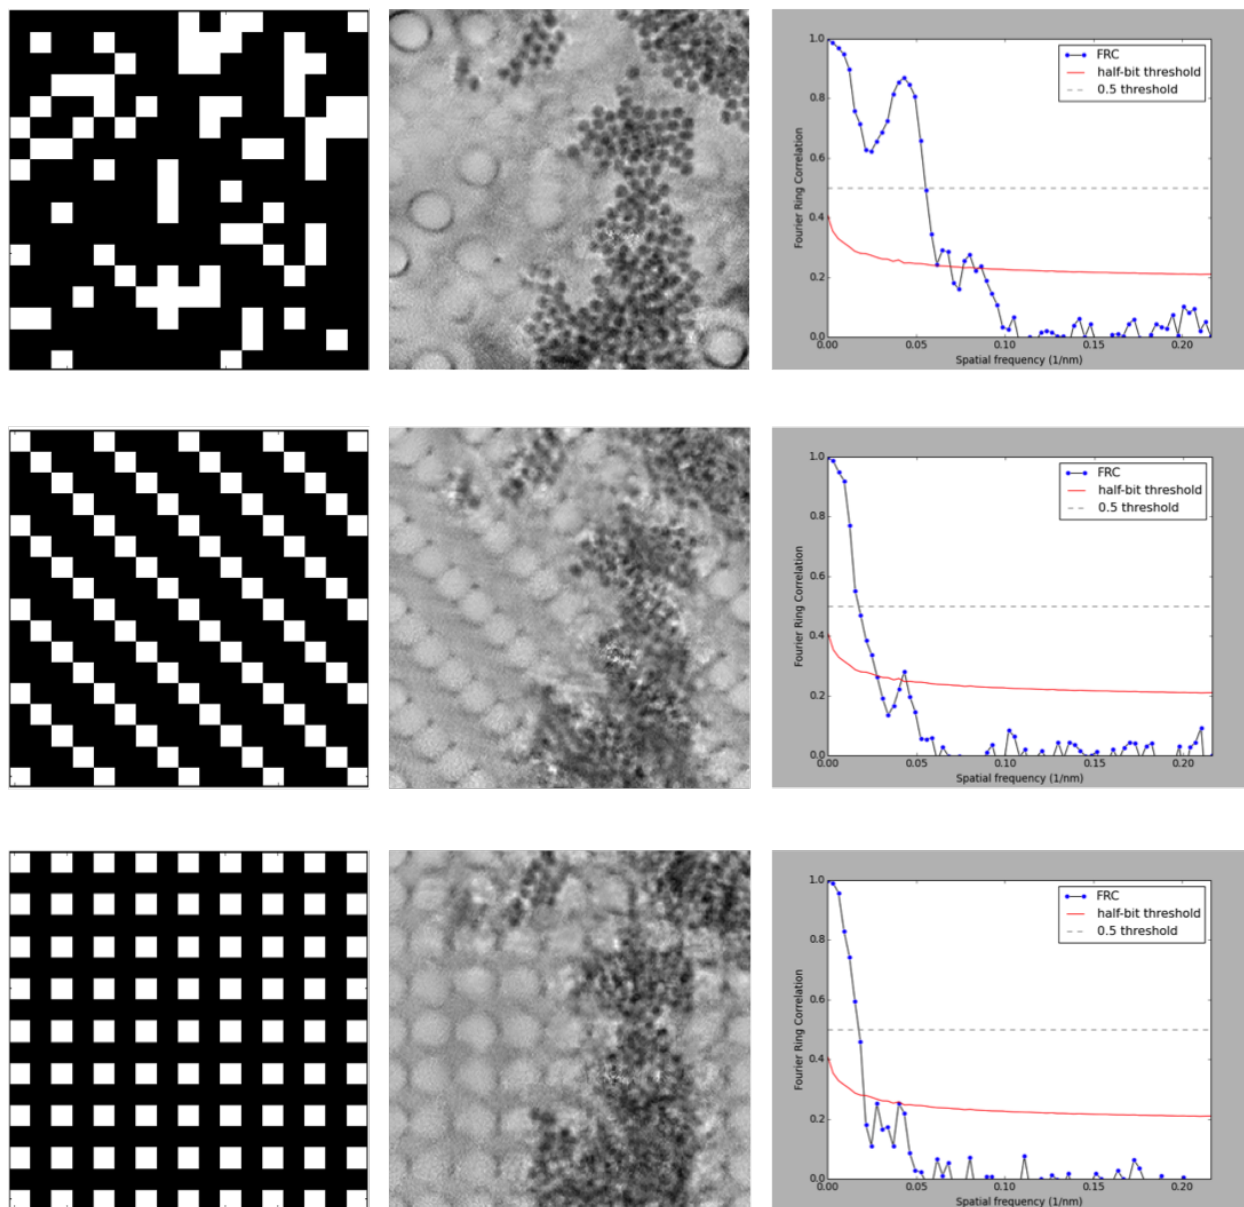 1.0
0.8
0.6
0.4
0.2
0.0
Fourier Ring Correlation
FRC
half-bit threshold
0.5 threshold
0.00 0.05 0.10 0.15 0.20
Spatial frequency (1/nm)
1.0
0.8
0.6
0.4
0.2
0.0
Fourier Ring Correlation
FRC
half-bit threshold
0.5 threshold
0.00 0.05 0.10 0.15 0.20
Spatial frequency (1/nm)
1.0
0.8
0.6
0.4
0.2
0.0
Fourier Ring Correlation
FRC
half-bit threshold
0.5 threshold
0.00 0.05 0.10 0.15 0.20
Spatial frequency (1/nm)